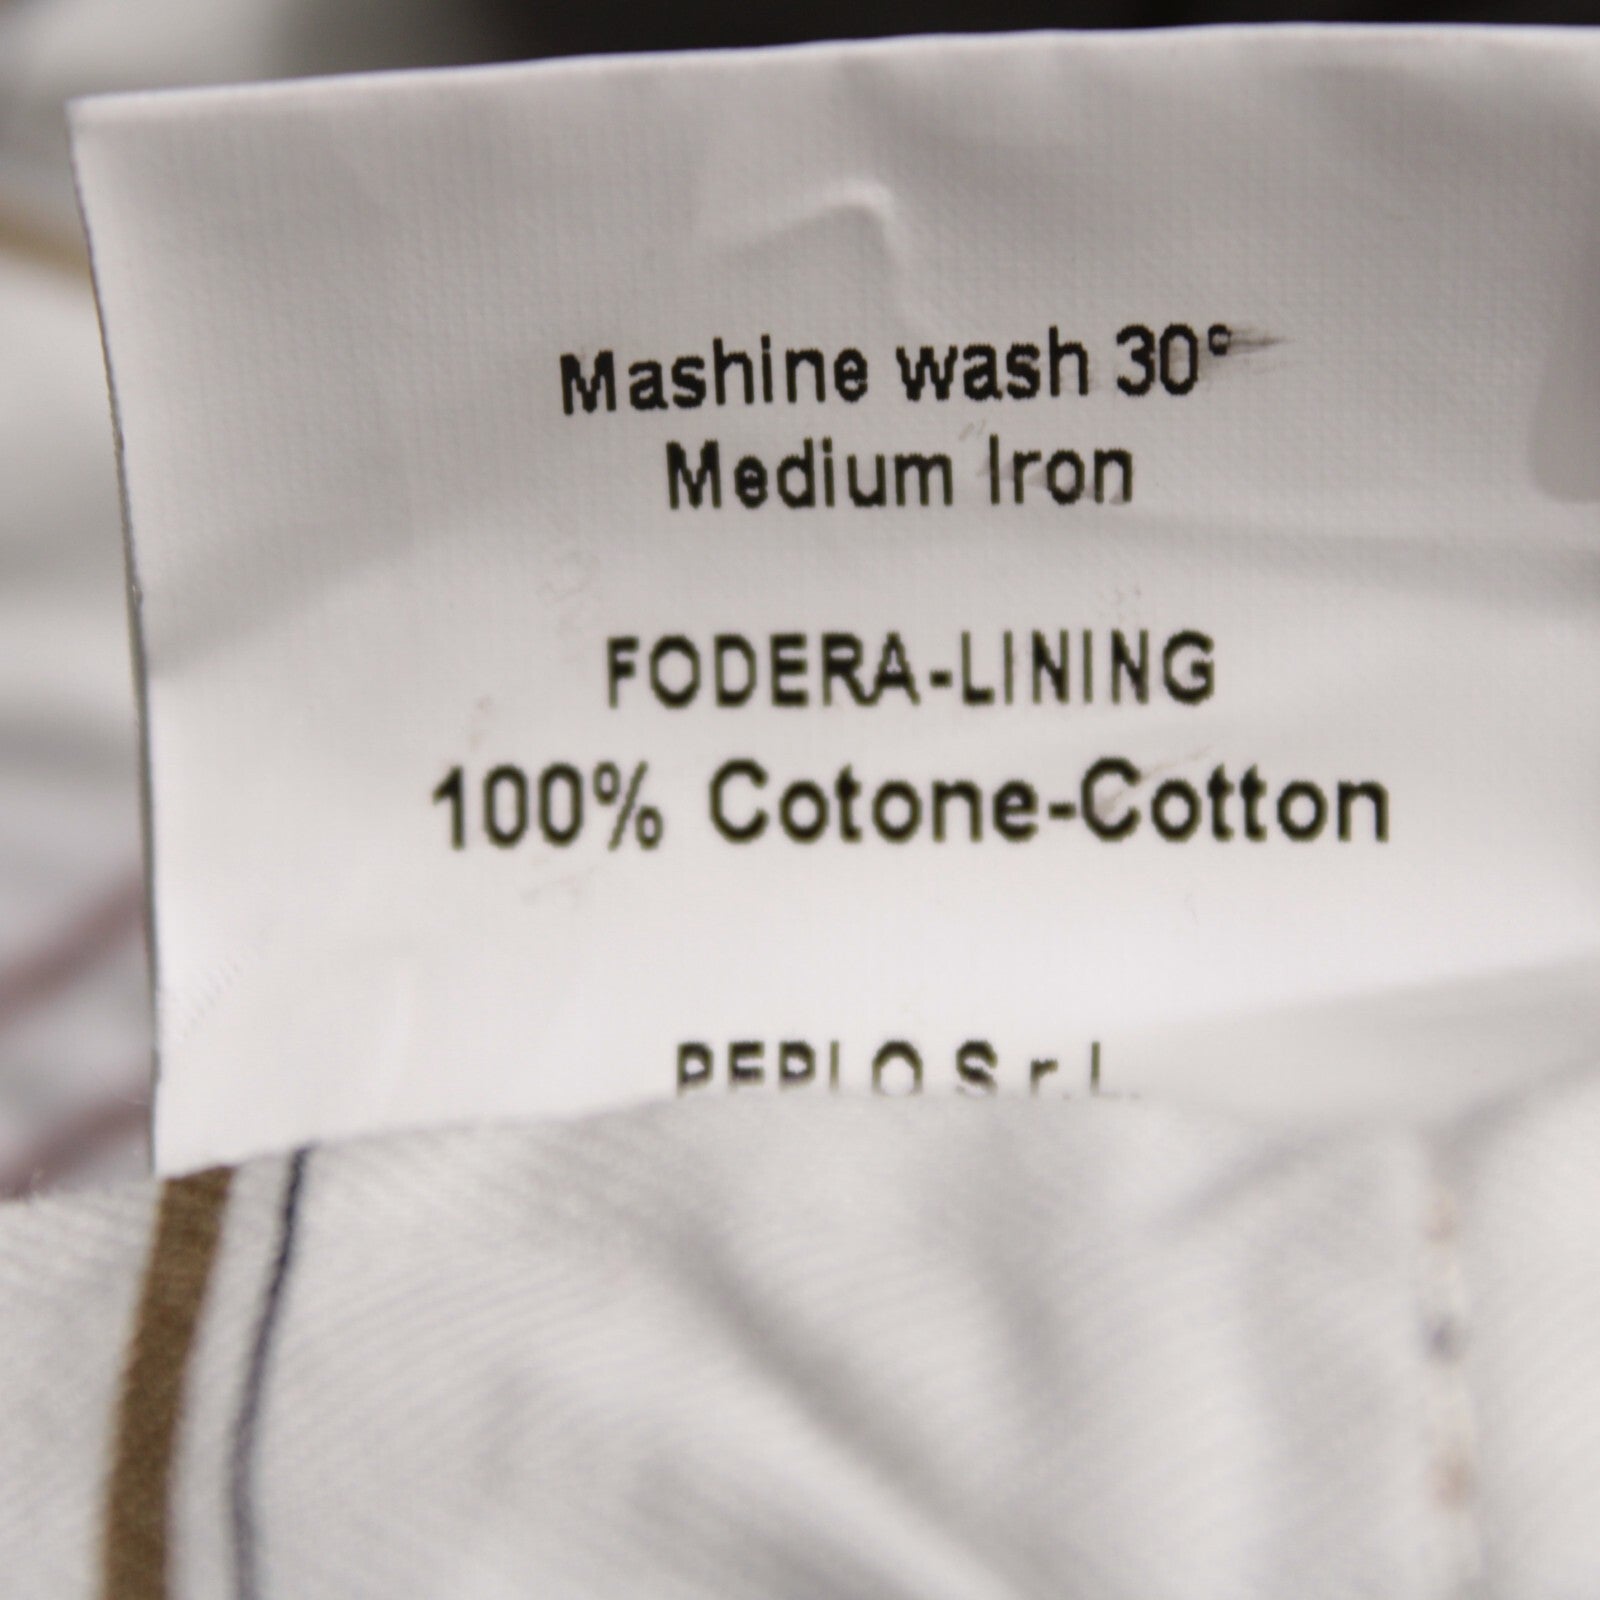 Mashine wash 30°
Medium Iron
FODERA-LINING
100% Cotone-Cotton
S.r.L.